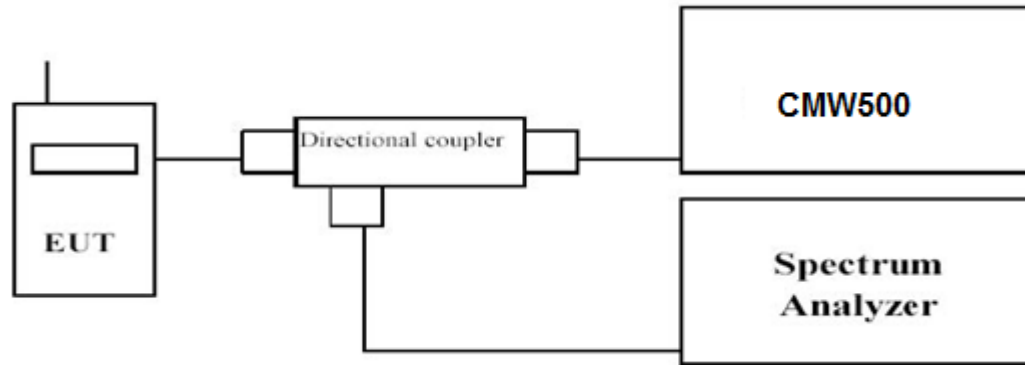 EUT
Directional coupler
CMW500
Spectrum
Analyzer